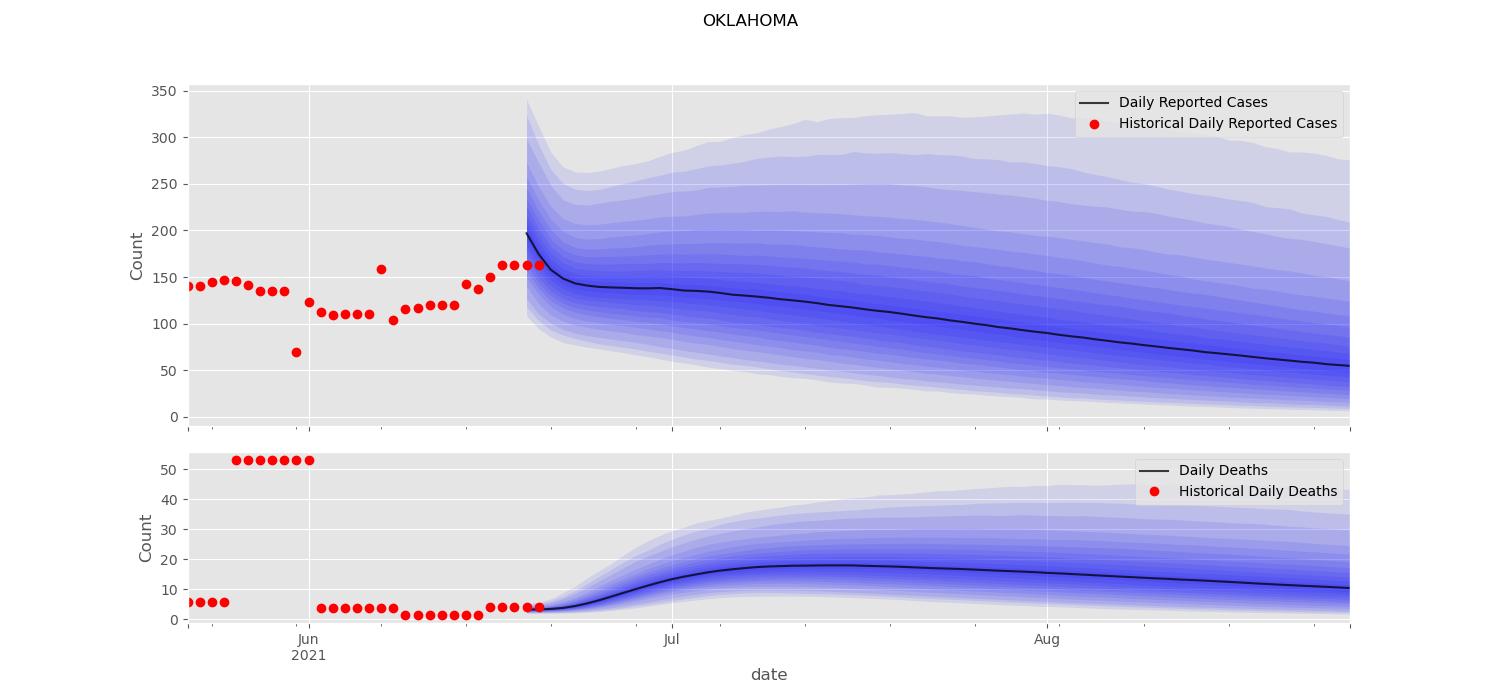 OKLAHOMA
350
300
250
200
150
100
50
0
Count
Daily Reported Cases
Historical Daily Reported Cases
50
40
30
20
10
0
Count
Daily Deaths
Historical Daily Deaths
Jun
2021
Jul
Aug
date